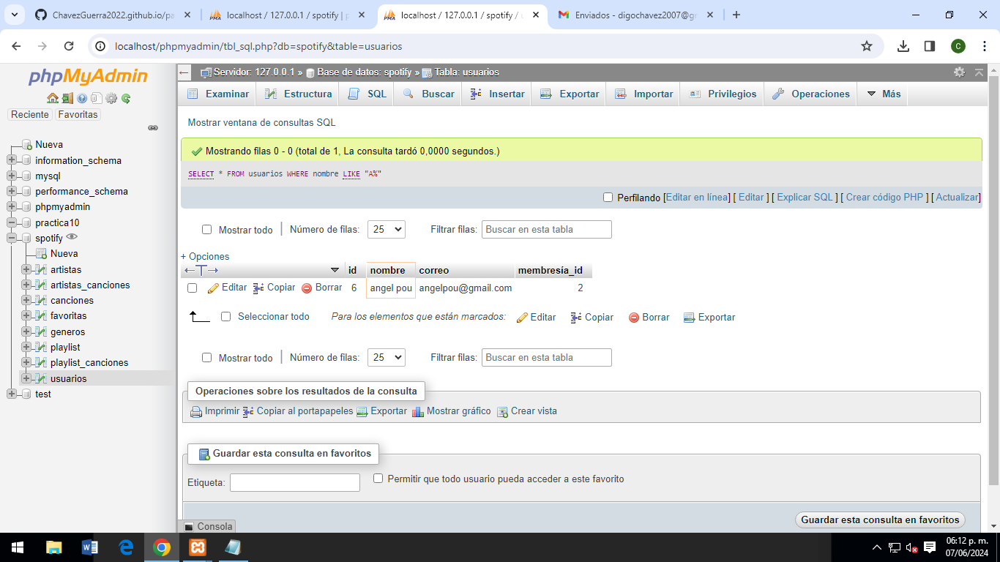 ChavezGuerra2022.github.io/pa
localhost / 127.0.0.1 / spotify | p
localhost / 127.0.0.1 / spotify /
Enviados - digochavez2007@g
localhost/phpmyadmin/tbl_sql.php?db=spotify&table=usuarios
C
phpMyAdmin
Reciente Favoritas
Nueva
information_schema
mysql
performance_schema
phpmyadmin
practica10
spotify
Nueva
artistas
artistas_canciones
canciones
favoritas
generos
playlist
playlist_canciones
usuarios
test
Servidor: 127.0.0.1 » Base de datos: spotify » Tabla: usuarios
Examinar Estructura SQL Buscar Insertar Exportar Importar Privilegios Operaciones Más
Mostrar ventana de consultas SQL
Mostrando filas 0 - 0 (total de 1, La consulta tardó 0,0000 segundos.)
SELECT * FROM usuarios WHERE nombre LIKE "A%"
Perfilando [Editar en línea] [ Editar ] [ Explicar SQL ] [ Crear código PHP ] [ Actualizar]
Mostrar todo | Número de filas: 25 Filtrar filas: Buscar en esta tabla
+ Opciones
id nombre correo membresía_id
Editar Copiar Borrar 6 angel pou angelpou@gmail.com 2
Seleccionar todo Para los elementos que están marcados: Editar Copiar Borrar Exportar
Mostrar todo | Número de filas: 25 Filtrar filas: Buscar en esta tabla
Operaciones sobre los resultados de la consulta
Imprimir Copiar al portapapeles Exportar Mostrar gráfico Crear vista
Guardar esta consulta en favoritos
Etiqueta: Permitir que todo usuario pueda acceder a este favorito
Guardar esta consulta en favoritos
Consola
06:12 p. m.
07/06/2024